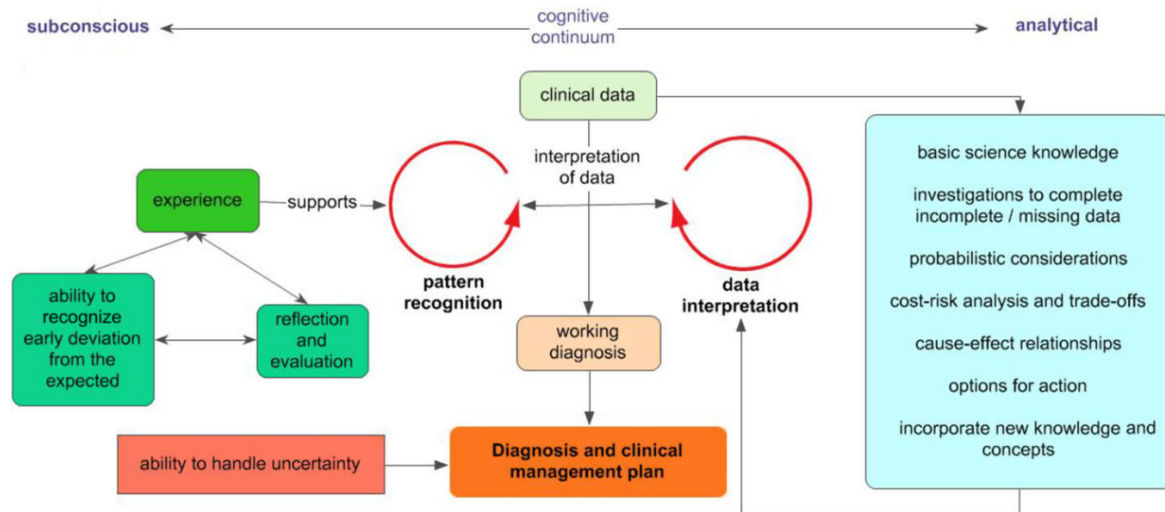 subconscious
cognitive
continuum
analytical
clinical data
interpretation
of data
experience
supports
pattern
recognition
data
interpretation
ability to
recognize
early deviation
from the
expected
reflection
and
evaluation
working
diagnosis
ability to handle uncertainty
Diagnosis and clinical
management plan
basic science knowledge
investigations to complete
incomplete / missing data
probabilistic considerations
cost-risk analysis and trade-offs
cause-effect relationships
options for action
incorporate new knowledge and
concepts